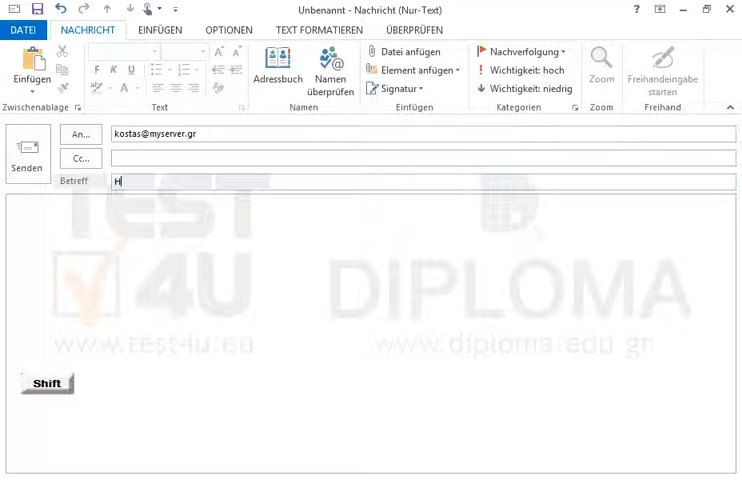 Unbenannt - Nachricht (Nur-Text)
DATEI NACHRICHT EINFÜGEN OPTIONEN TEXT FORMATIEREN ÜBERPRÜFEN
Einfügen
Zwischenablage
F K U
A
Text
Adressbuch
Namen
überprüfen
Namen
Datei anfügen
Element anfügen
Signatur
Einfügen
Nachverfolgung
Wichtigkeit: hoch
Wichtigkeit: niedrig
Kategorien
Zoom
Zoom
Freihandeingabe
starten
Freihand
Senden
An... kostas@myserver.gr
Cc...
Betreff H
TEST
4U
www.test4u.eu
DIPLOMA
www.diploma.edu.gr
Shift